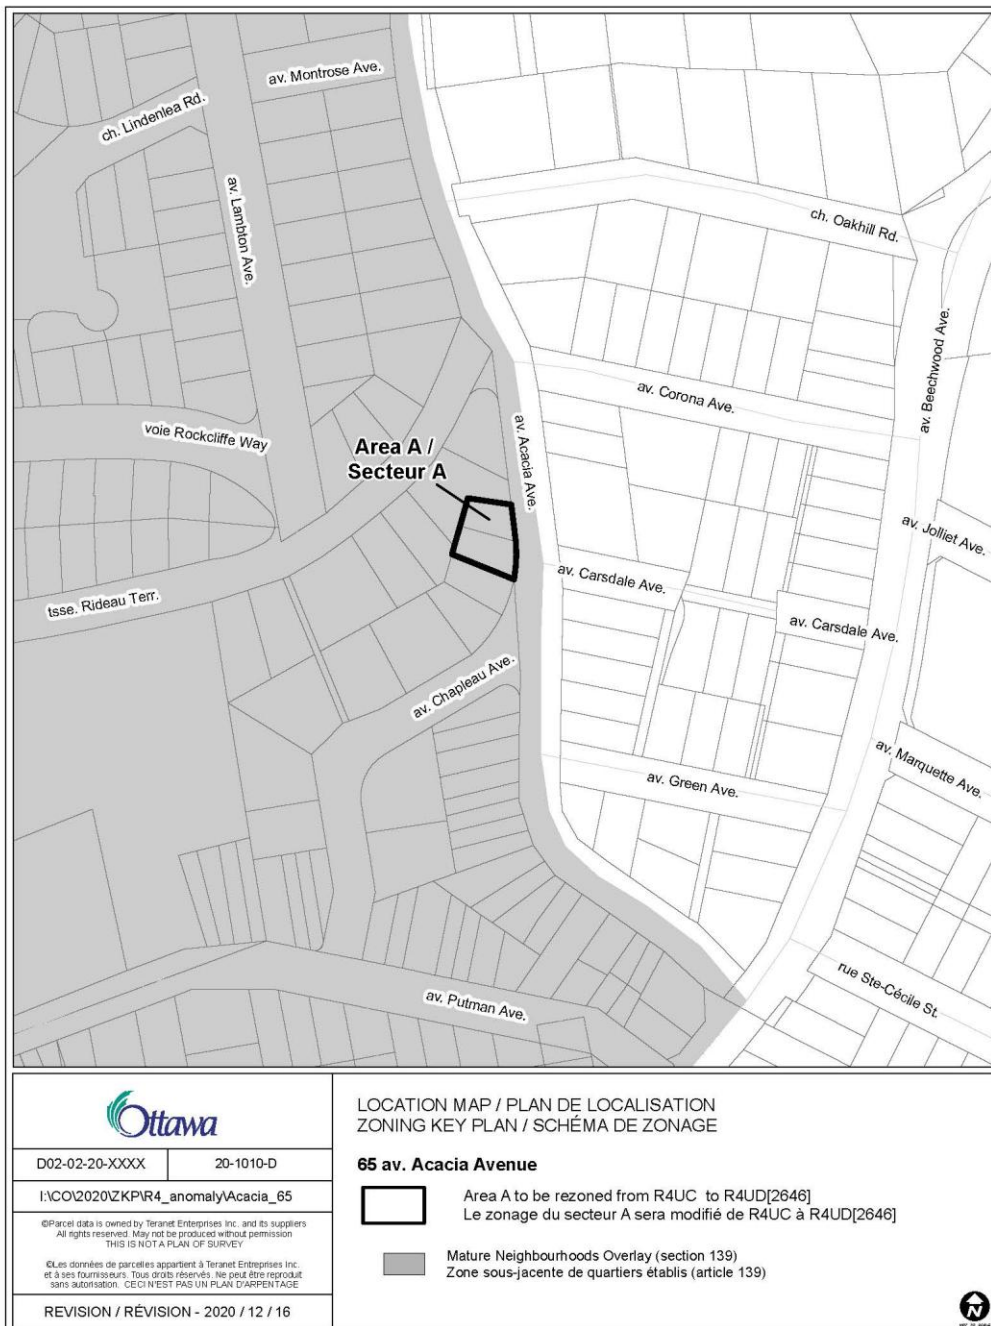 av. Montrose Ave.
ch. Lindenlea Rd.
av. Lambton Ave.
ch. Oakhill Rd.
av. Beechwood Ave.
av. Corona Ave.
av. Acacia Ave.
voie Rockcliffe Way
Area A /
Secteur A
av. Jolliet Ave.
av. Carsdale Ave.
tsse. Rideau Terr.
av. Carsdale Ave.
av. Chapleau Ave.
av. Marquette Ave.
av. Green Ave.
rue Ste-Cécile St.
av. Putman Ave.
Ottawa
D02-02-20-XXXX
20-1010-D
I:\CO\2020\ZKP\R4_anomaly\Acacia_65
©Parcel data is owned by Teranet Enterprises Inc. and its suppliers
All rights reserved. May not be produced without permission
THIS IS NOT A PLAN OF SURVEY
©Les données de parcelles appartient à Teranet Entreprises Inc.
et à ses fournisseurs. Tous droits réservés. Ne peut être reproduit
sans autorisation. CECI N'EST PAS UN PLAN D'ARPENTAGE
REVISION / RÉVISION - 2020 / 12 / 16
LOCATION MAP / PLAN DE LOCALISATION
ZONING KEY PLAN / SCHÉMA DE ZONAGE
65 av. Acacia Avenue
Area A to be rezoned from R4UC to R4UD[2646]
Le zonage du secteur A sera modifié de R4UC à R4UD[2646]
Mature Neighbourhoods Overlay (section 139)
Zone sous-jacente de quartiers établis (article 139)
N